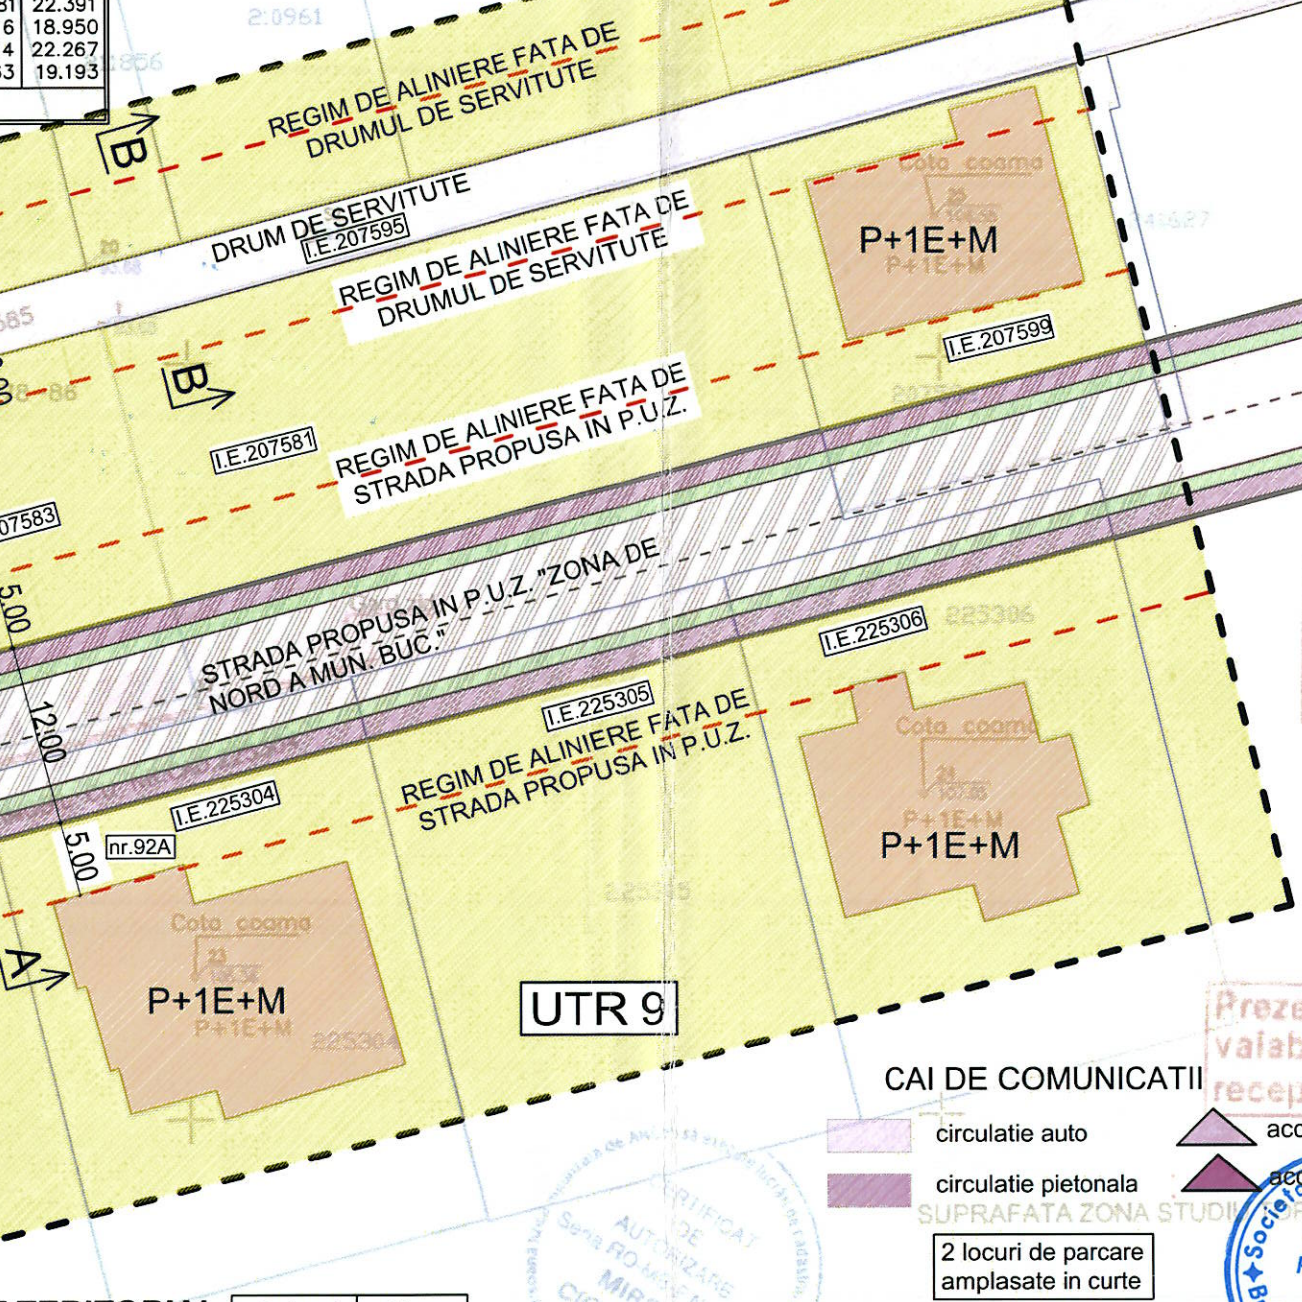 22.391
6 18.950
4 22.267
19.193
2:0961
REGIM DE ALINIERE FATA DE
DRUMUL DE SERVITUTE
B
DRUM DE SERVITUTE
I.E.207595
REGIM DE ALINIERE FATA DE
DRUMUL DE SERVITUTE
Cota coama
P+1E+M
P+1E+M
I.E.207599
B
I.E.207581
REGIM DE ALINIERE FATA DE
STRADA PROPUSA IN P.U.Z.
07583
5.00
STRADA PROPUSA IN P.U.Z. "ZONA DE
NORD A MUN. BUC."
12.00
I.E.225306
225306
I.E.225305
REGIM DE ALINIERE FATA DE
STRADA PROPUSA IN P.U.Z.
I.E.225304
nr.92A
5.00
Cota coama
24
P+1E+M
P+1E+M
Cota coama
23
P+1E+M
P+1E+M
225304
A
UTR 9
CAI DE COMUNICATII
circulatie auto
circulatie pietonala
SUPRAFATA ZONA STUDI
2 locuri de parcare
amplasate in curte